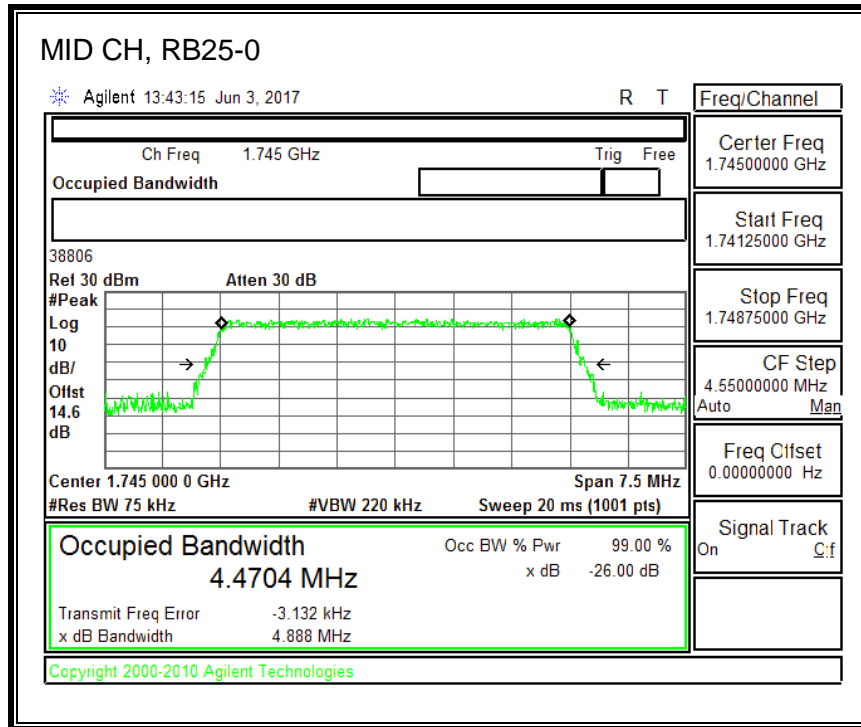 MID CH, RB25-0
Agilent 13:43:15 Jun 3, 2017 R T
Ch Freq 1.745 GHz Trig Free
Occupied Bandwidth
38806
Ref 30 dBm Atten 30 dB
#Peak
Log
10
dB/
Offst
14.6
dB
Center 1.745 000 0 GHz Span 7.5 MHz
#Res BW 75 kHz #VBW 220 kHz Sweep 20 ms (1001 pts)
Occupied Bandwidth
4.4704 MHz
Occ BW % Pwr 99.00 %
x dB -26.00 dB
Transmit Freq Error -3.132 kHz
x dB Bandwidth 4.888 MHz
Copyright 2000-2010 Agilent Technologies
Freq/Channel
Center Freq
1.74500000 GHz
Start Freq
1.74125000 GHz
Stop Freq
1.74875000 GHz
CF Step
4.55000000 MHz
Auto Man
Freq Offset
0.00000000 Hz
Signal Track
On Off